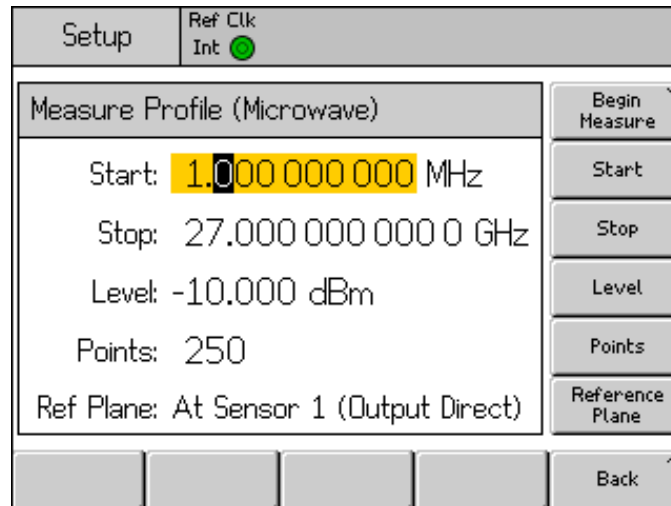 Setup
Ref Clk
Int
Measure Profile (Microwave)
Start: 1.000 000 000 MHz
Stop: 27.000 000 000 0 GHz
Level: -10.000 dBm
Points: 250
Ref Plane: At Sensor 1 (Output Direct)
Begin
Measure
Start
Stop
Level
Points
Reference
Plane
Back